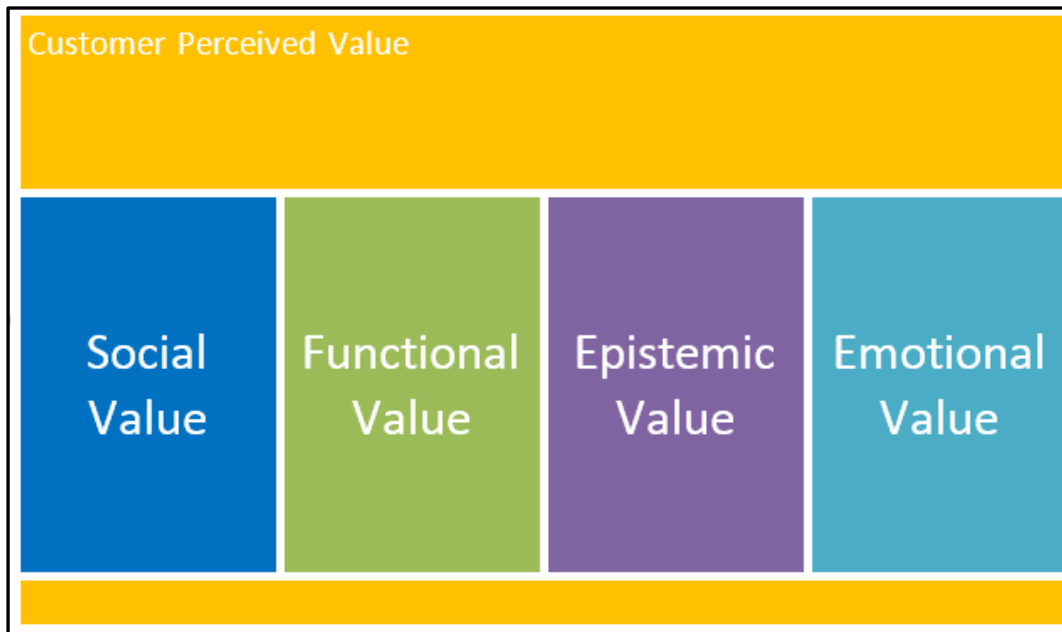 Customer Perceived Value
Social
Value
Functional
Value
Epistemic
Value
Emotional
Value